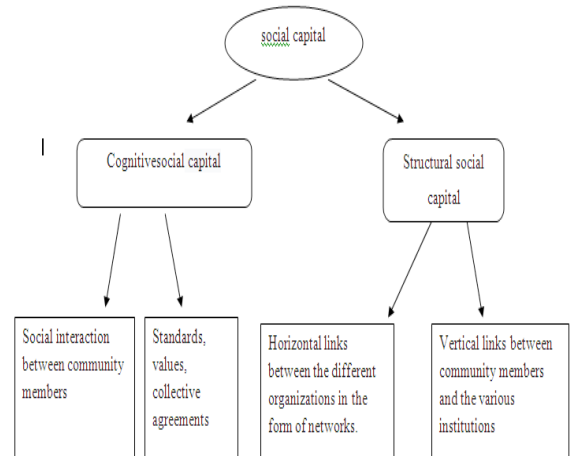 social capital
Cognitivesocial capital
Structural social
capital
Social interaction
between community
members
Standards,
values,
collective
agreements
Horizontal links
between the different
organizations in the
form of networks.
Vertical links between
community members
and the various
institutions